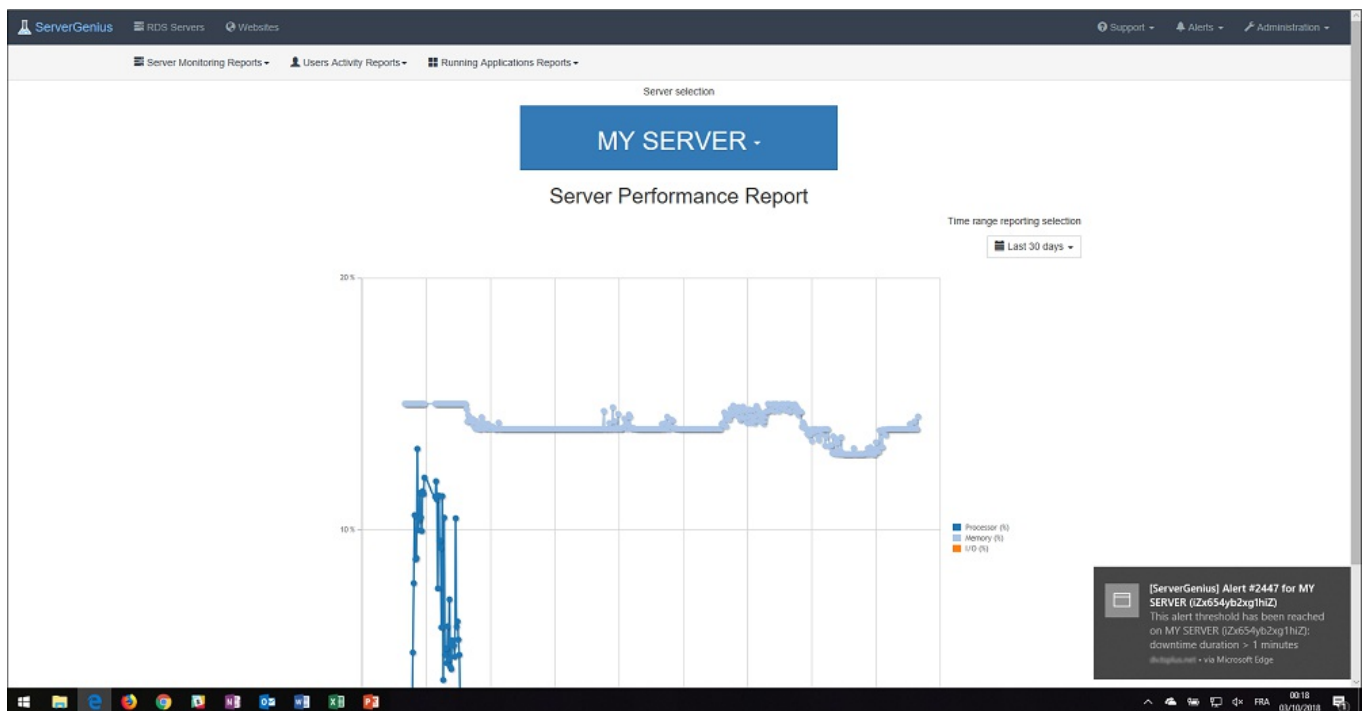 ServerGenius RDS Servers Websites Support Alerts Administration
Server Monitoring Reports Users Activity Reports Running Applications Reports
Server selection
MY SERVER
Server Performance Report
Time range reporting selection
Last 30 days
20 %
10 %
Processor (%)
Memory (%)
I/O (%)
[ServerGenius] Alert #2447 for MY
SERVER (iZx654yb2xg1hiZ)
This alert threshold has been reached
on MY SERVER (iZx654yb2xg1hiZ):
downtime duration > 1 minutes
• via Microsoft Edge
FRA
00:18
03/10/2018